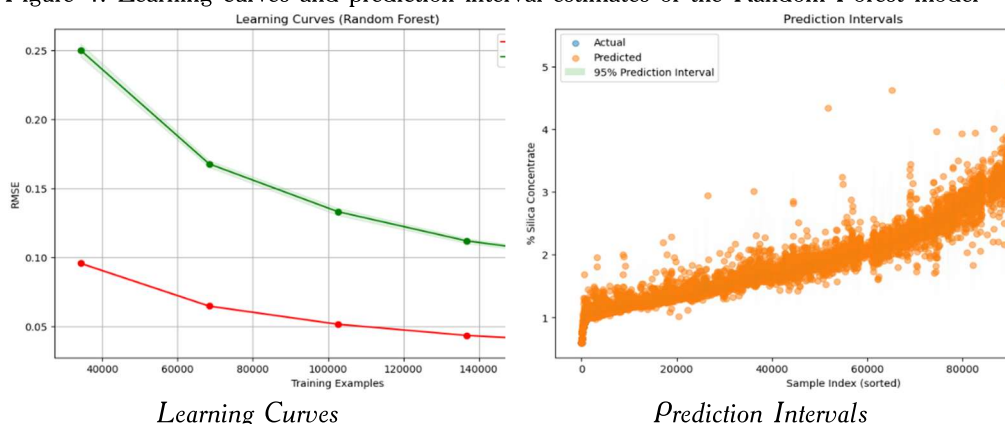 Figure 4. Learning curves and prediction interval estimates of the Random Forest model
Learning Curves (Random Forest)
0.25
0.20
0.15
0.10
0.05
RMSE
40000 60000 80000 100000 120000 140000
Training Examples
Learning Curves
Prediction Intervals
Actual
Predicted
95% Prediction Interval
5
4
3
2
1
% Silica Concentrate
0 20000 40000 60000 80000
Sample Index (sorted)
Prediction Intervals